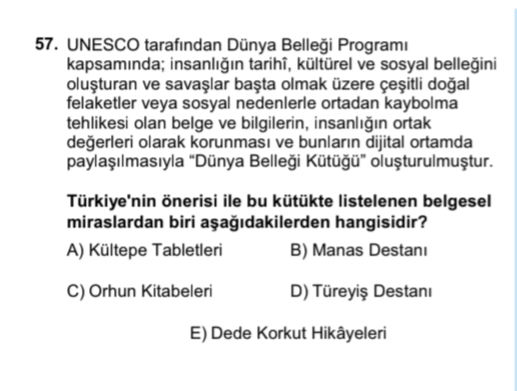 57. UNESCO tarafından Dünya Belleği Programı
kapsamında; insanlığın tarihî, kültürel ve sosyal belleğini
oluşturan ve savaşlar başta olmak üzere çeşitli doğal
felaketler veya sosyal nedenlerle ortadan kaybolma
tehlikesi olan belge ve bilgilerin, insanlığın ortak
değerleri olarak korunması ve bunların dijital ortamda
paylaşılmasıyla “Dünya Belleği Kütüğü” oluşturulmuştur.
Türkiye'nin önerisi ile bu kütükte listelenen belgesel
miraslardan biri aşağıdakilerden hangisidir?
A) Kültepe Tabletleri B) Manas Destanı
C) Orhun Kitabeleri D) Türeyiş Destanı
E) Dede Korkut Hikâyeleri